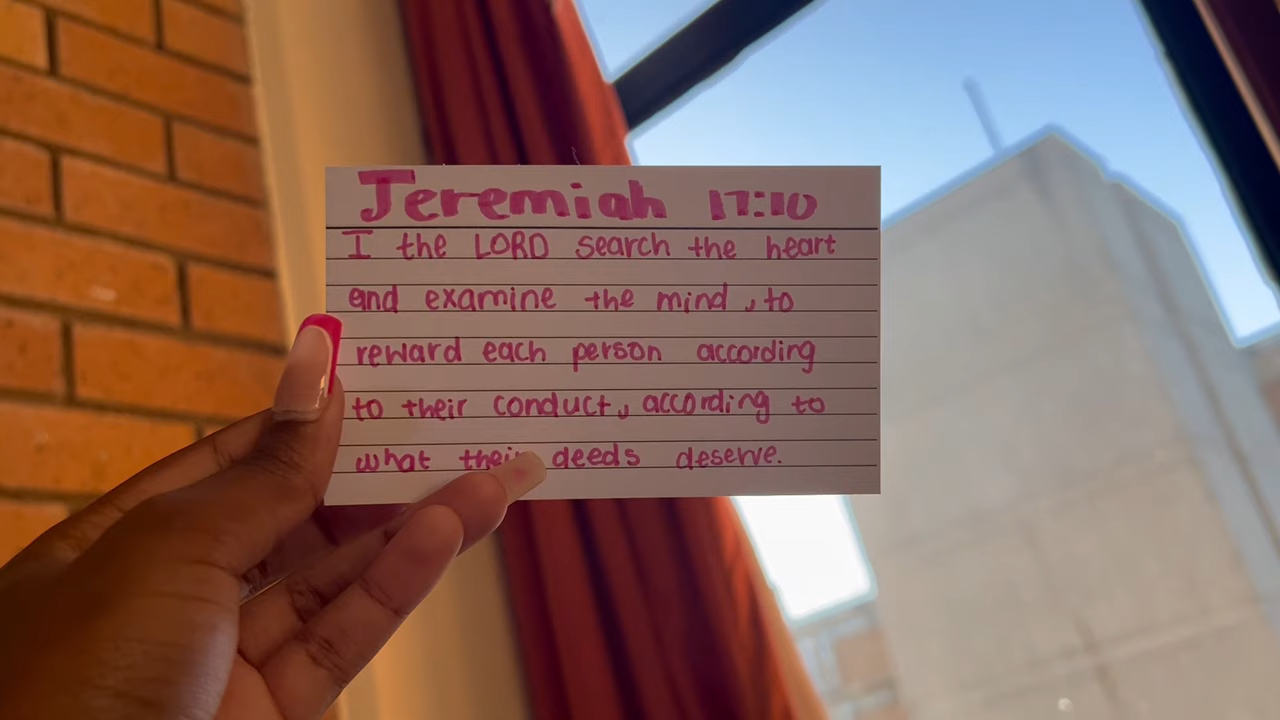 Jeremiah 17:10
I the LORD search the heart
and examine the mind, to
reward each person according
to their conduct, according to
what their deeds deserve.